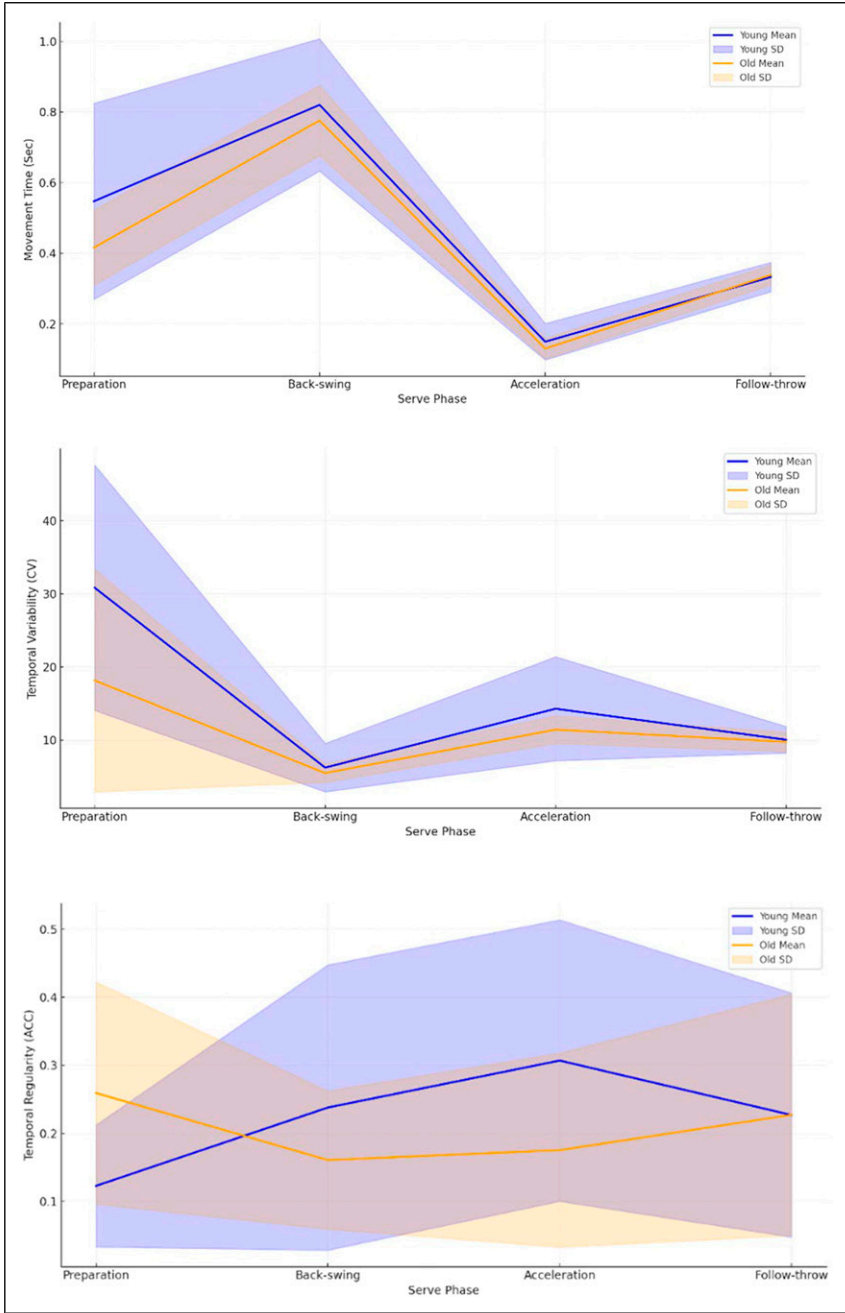 1.0
0.8
0.6
0.4
0.2
Movement Time (Sec)
Young Mean
Young SD
Old Mean
Old SD
Preparation Back-swing Acceleration Follow-throw
Serve Phase
40
30
20
10
Temporal Variability (CV)
Young Mean
Young SD
Old Mean
Old SD
Preparation Back-swing Acceleration Follow-throw
Serve Phase
0.5
0.4
0.3
0.2
0.1
Temporal Regularity (ACC)
Young Mean
Young SD
Old Mean
Old SD
Preparation Back-swing Acceleration Follow-throw
Serve Phase